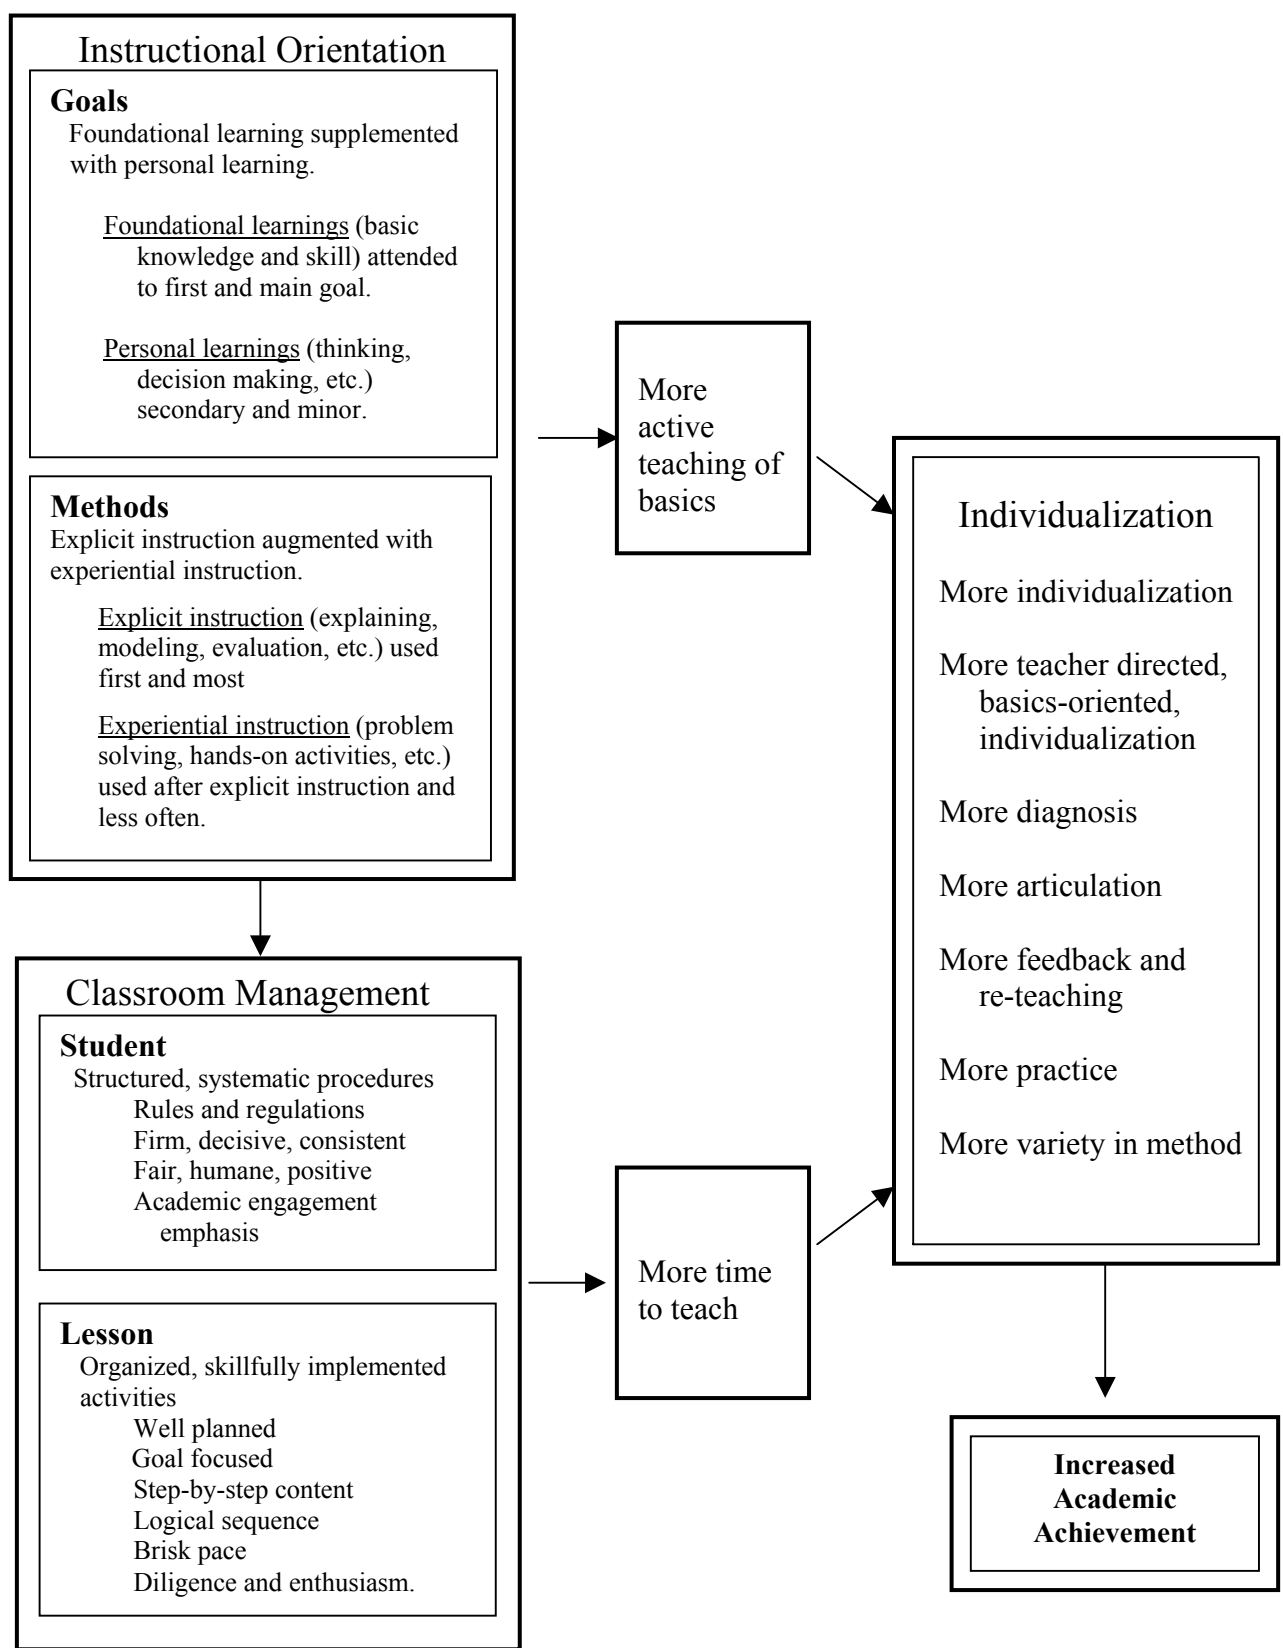 Instructional Orientation
Goals
Foundational learning supplemented
with personal learning.
Foundational learnings (basic
knowledge and skill) attended
to first and main goal.
Personal learnings (thinking,
decision making, etc.)
secondary and minor.
Methods
Explicit instruction augmented with
experiential instruction.
Explicit instruction (explaining,
modeling, evaluation, etc.) used
first and most
Experiential instruction (problem
solving, hands-on activities, etc.)
used after explicit instruction and
less often.
Classroom Management
Student
Structured, systematic procedures
Rules and regulations
Firm, decisive, consistent
Fair, humane, positive
Academic engagement
emphasis
Lesson
Organized, skillfully implemented
activities
Well planned
Goal focused
Step-by-step content
Logical sequence
Brisk pace
Diligence and enthusiasm.
More
active
teaching of
basics
More time
to teach
Individualization
More individualization
More teacher directed,
basics-oriented,
individualization
More diagnosis
More articulation
More feedback and
re-teaching
More practice
More variety in method
Increased
Academic
Achievement